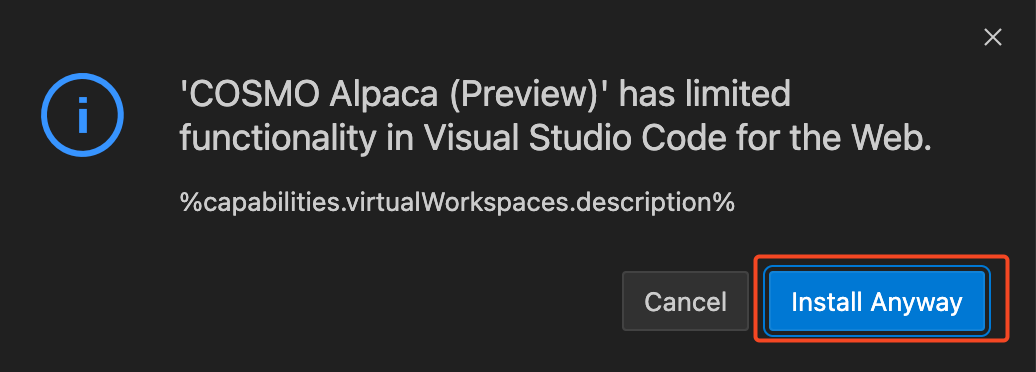 'COSMO Alpaca (Preview)' has limited
functionality in Visual Studio Code for the Web.
%capabilities.virtualWorkspaces.description%
Cancel
Install Anyway